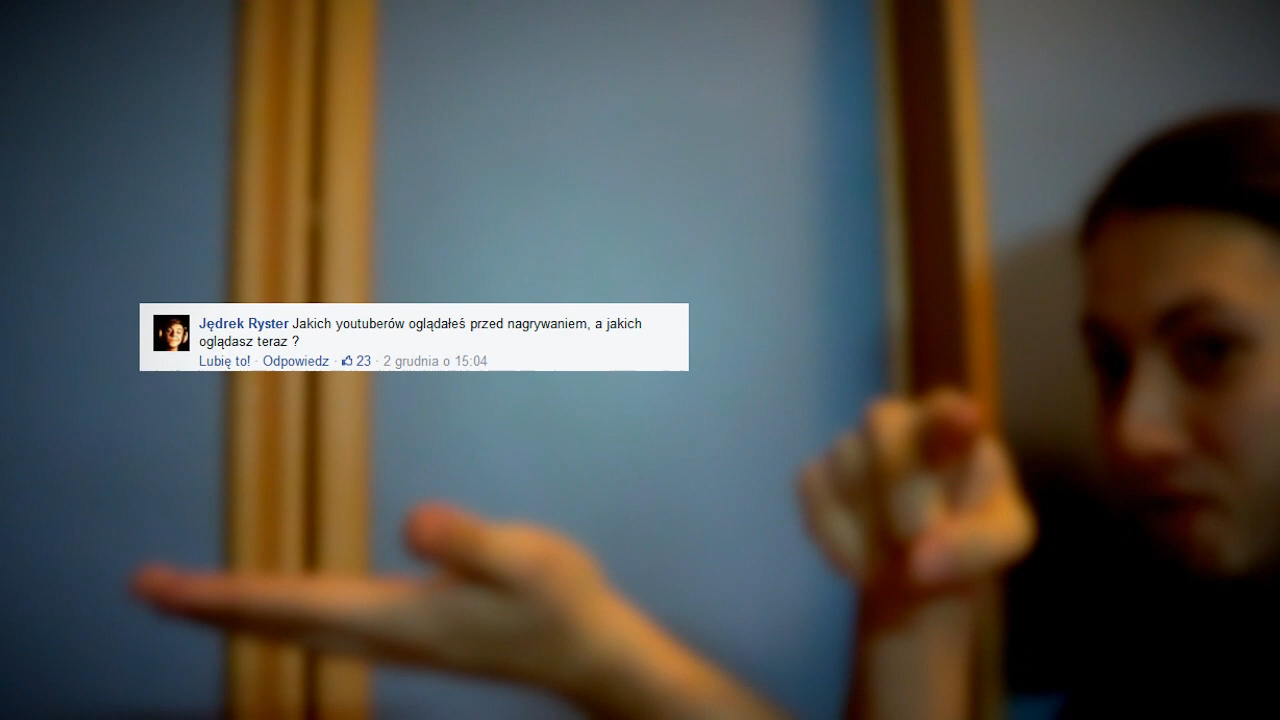 Jędrek Ryster Jakich youtuberów oglądałeś przed nagrywaniem, a jakich
oglądasz teraz ?
Lubię to! · Odpowiedz · 23 · 2 grudnia o 15:04